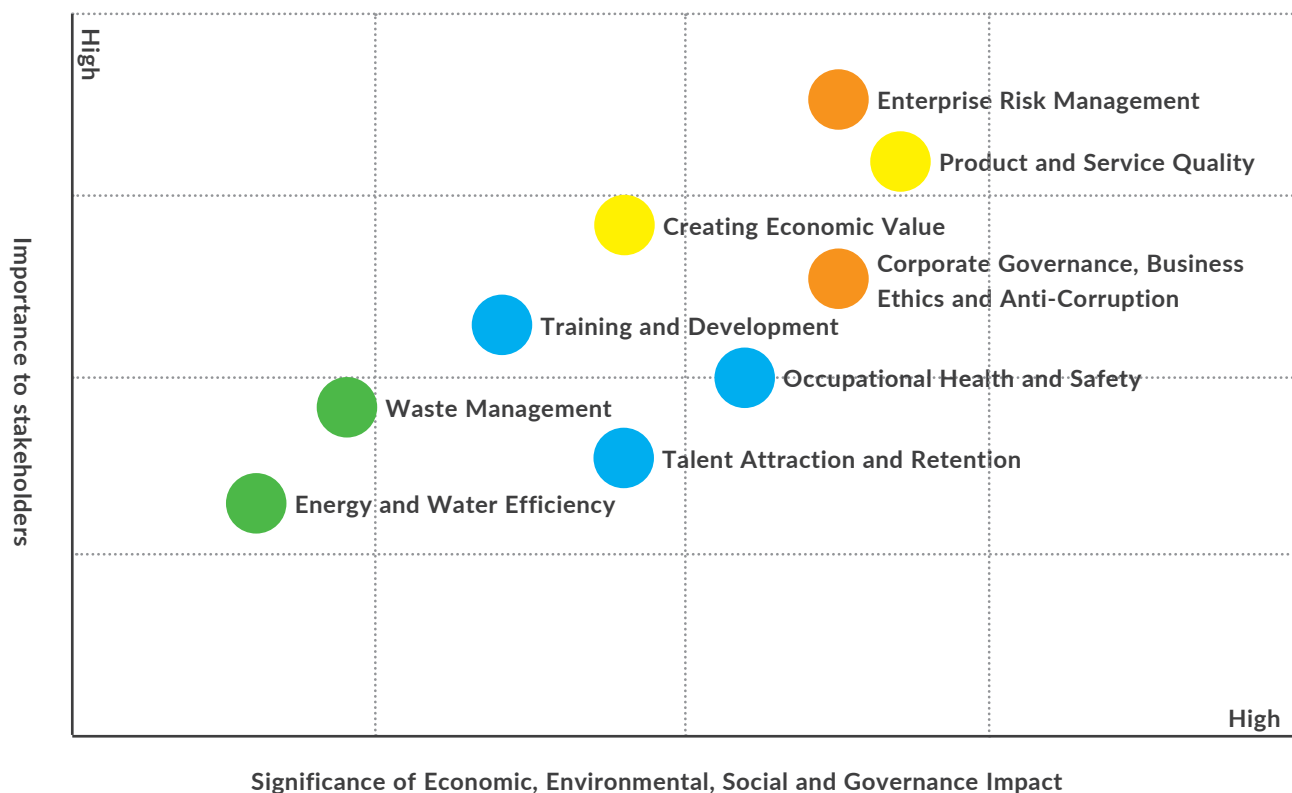 High
Importance to stakeholders
Enterprise Risk Management
Product and Service Quality
Creating Economic Value
Corporate Governance, Business
Ethics and Anti-Corruption
Training and Development
Occupational Health and Safety
Waste Management
Talent Attraction and Retention
Energy and Water Efficiency
High
Significance of Economic, Environmental, Social and Governance Impact